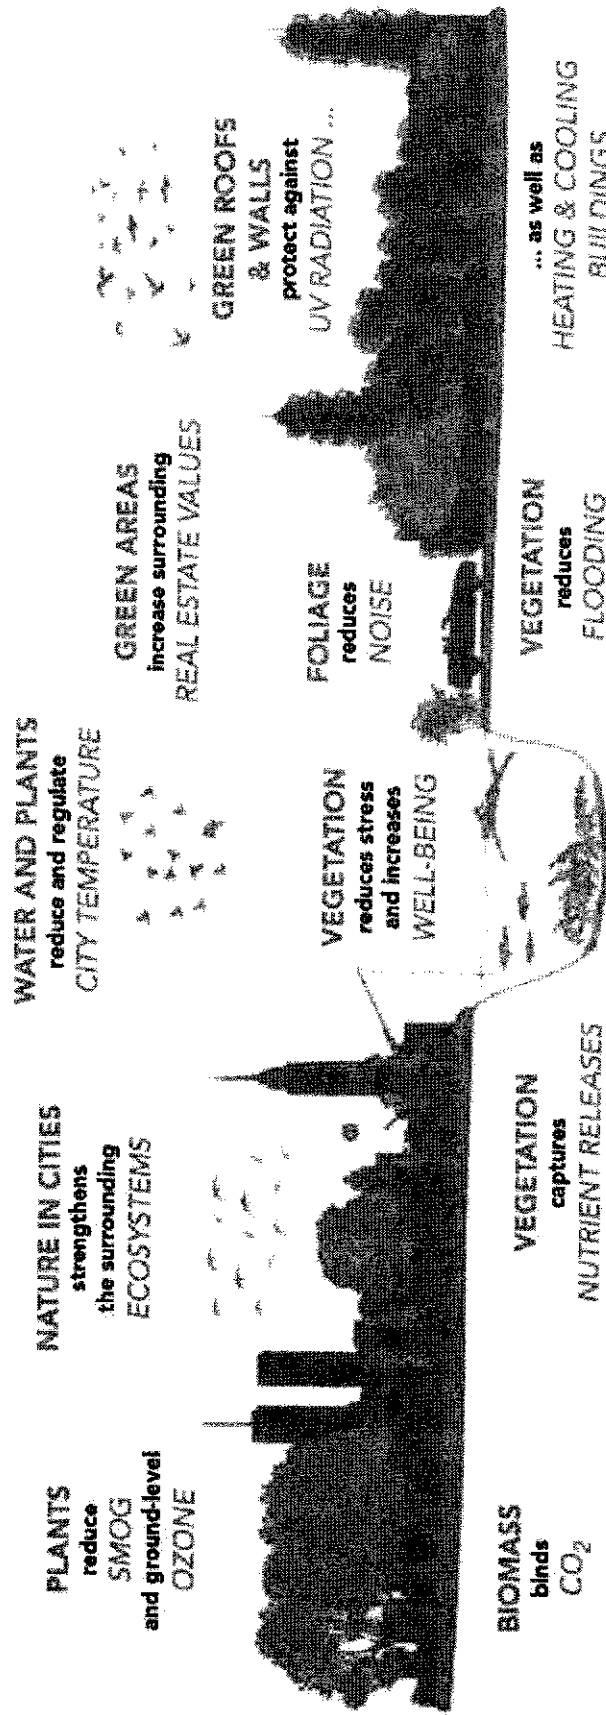 PLANTS
reduce
SMOG
and ground-level
OZONE
NATURE IN CITIES
strengthens
the surrounding
ECOSYSTEMS
WATER AND PLANTS
reduce and regulate
CITY TEMPERATURE
GREEN AREAS
increase surrounding
REAL ESTATE VALUES
GREEN ROOFS
& WALLS
protect against
UV RADIATION ...
VEGETATION
reduces stress
and increases
WELL-BEING
FOLIAGE
reduces
NOISE
BIOMASS
binds
CO₂
VEGETATION
captures
NUTRIENT RELEASES
VEGETATION
reduces
FLOODING
... as well as
HEATING & COOLING
BUILDINGS